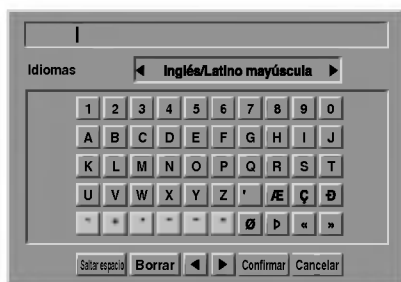 Idiomas ◀ Inglés/Latino mayúscula ▶
1 2 3 4 5 6 7 8 9 0
A B C D E F G H I J
K L M N O P Q R S T
U V W X Y Z ' Æ Ç Ð
Ø Þ « »
Saltar espacio Borrar ◀ ▶ Confirmar Cancelar